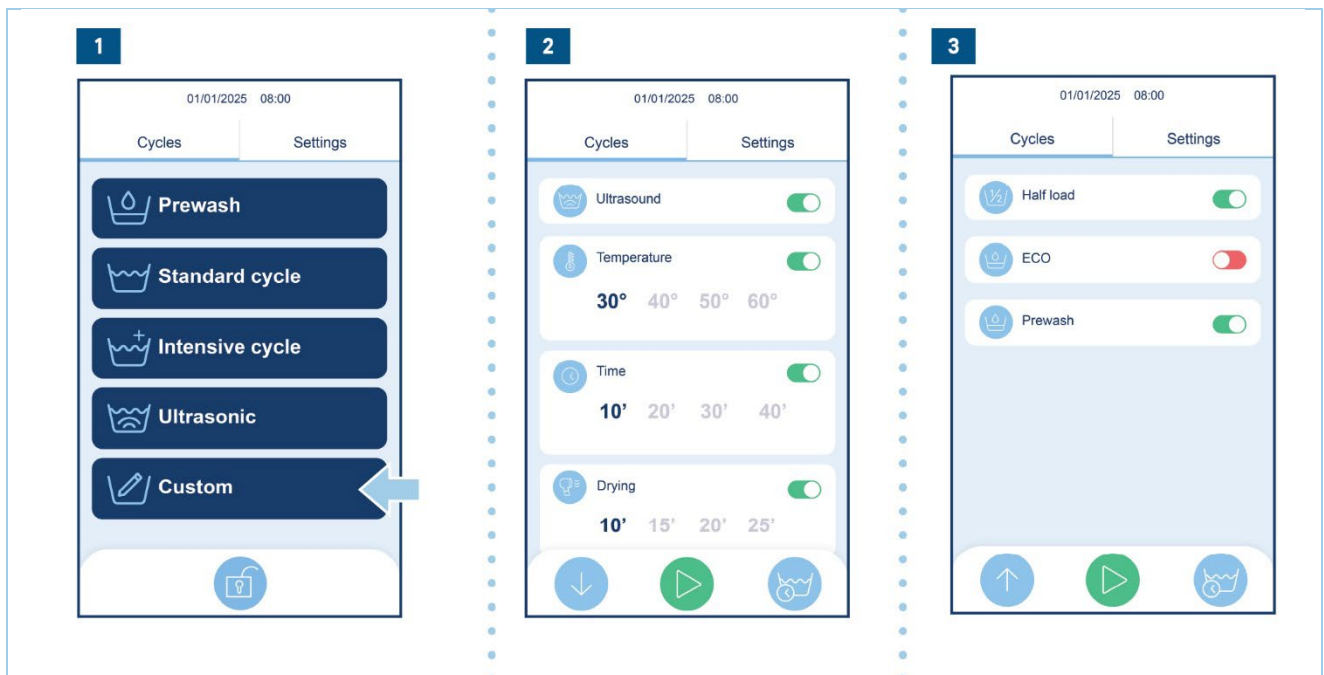 1
01/01/2025 08:00
Cycles Settings
Prewash
Standard cycle
Intensive cycle
Ultrasonic
Custom
2
01/01/2025 08:00
Cycles Settings
Ultrasound
Temperature
30° 40° 50° 60°
Time
10’ 20’ 30’ 40’
Drying
10’ 15’ 20’ 25’
3
01/01/2025 08:00
Cycles Settings
½ Half load
ECO
Prewash